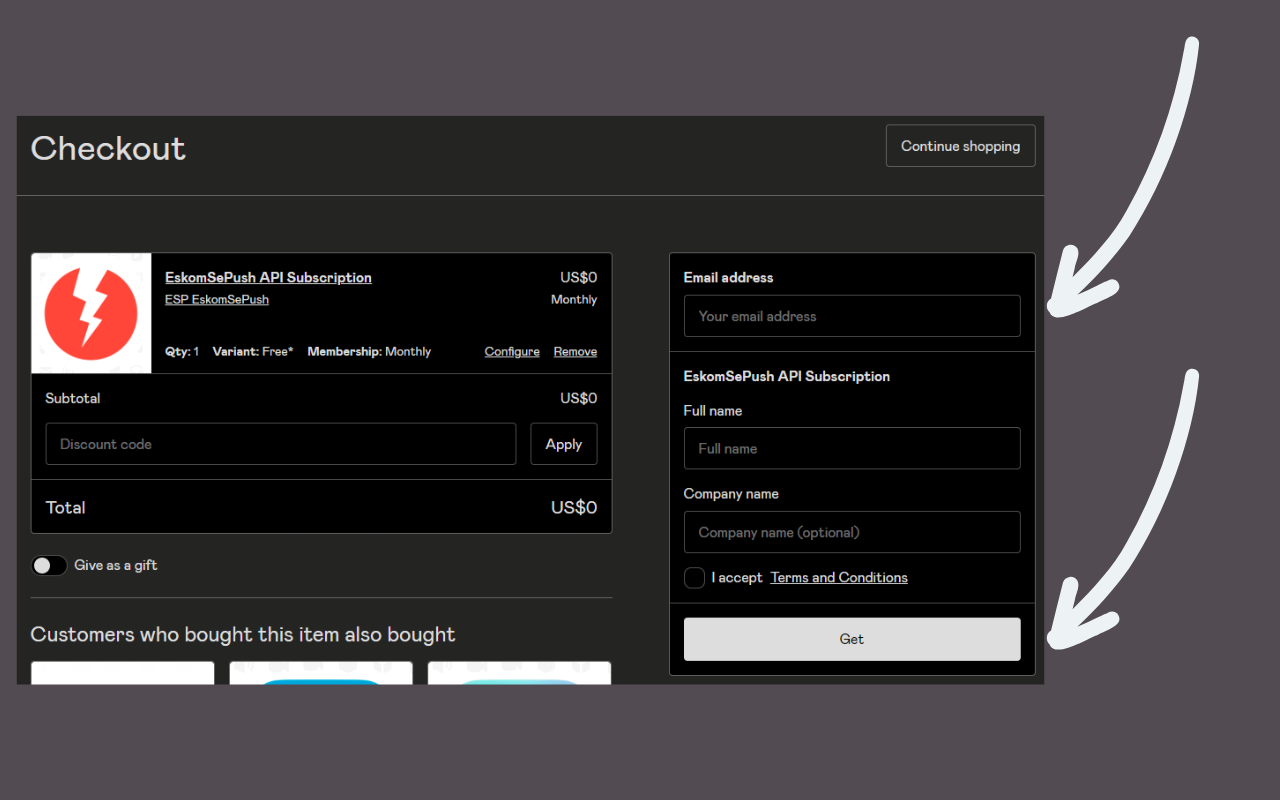 Checkout
Continue shopping
EskomSePush API Subscription
US$0
ESP EskomSePush
Monthly
Qty: 1 Variant: Free* Membership: Monthly
Configure Remove
Subtotal
US$0
Discount code
Apply
Total
US$0
Give as a gift
Customers who bought this item also bought
Email address
Your email address
EskomSePush API Subscription
Full name
Full name
Company name
Company name (optional)
I accept Terms and Conditions
Get